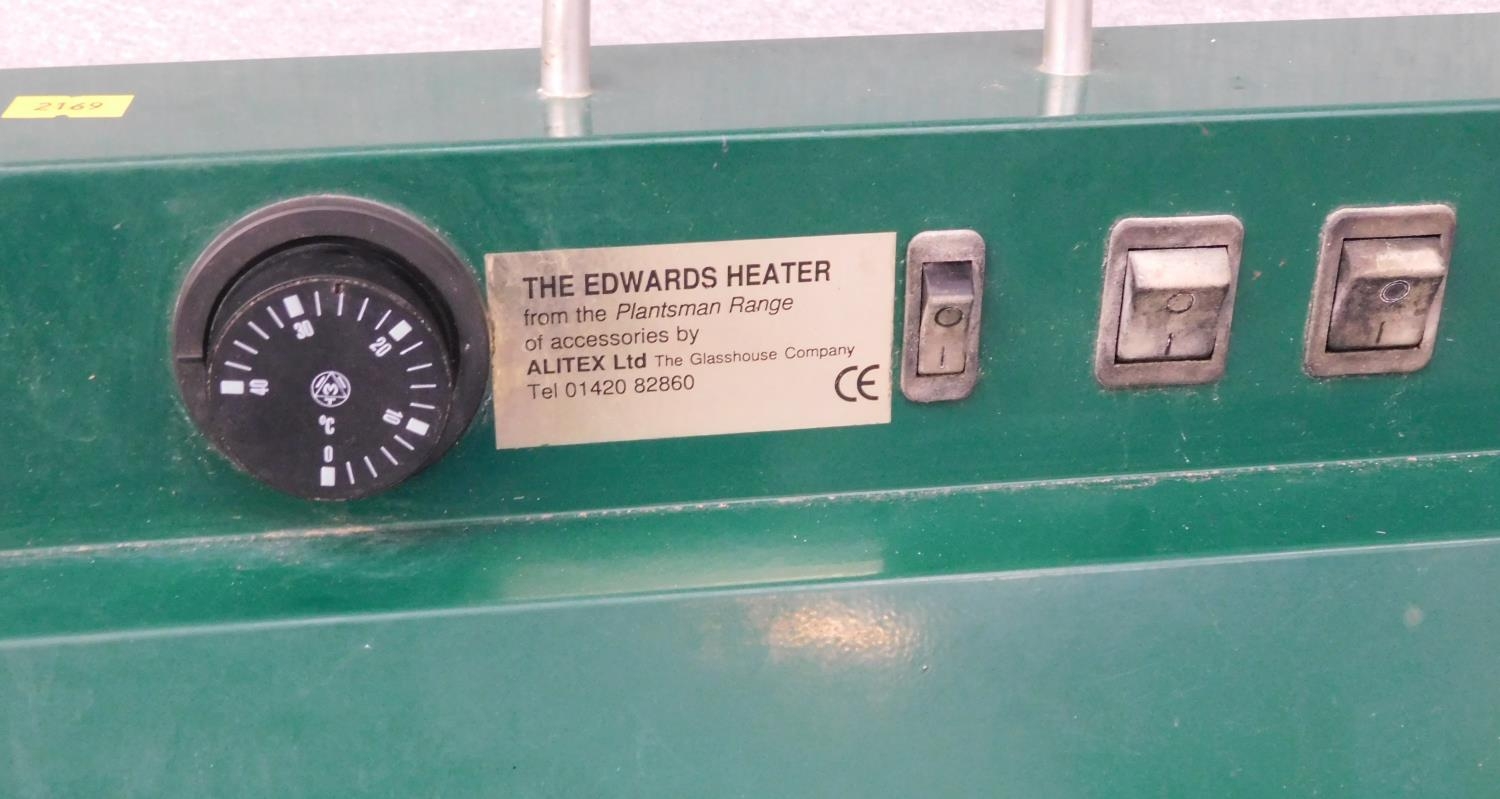 2169
30
20
40
10
°C
0
THE EDWARDS HEATER
from the Plantsman Range
of accessories by
ALITEX Ltd The Glasshouse Company
Tel 01420 82860
CE